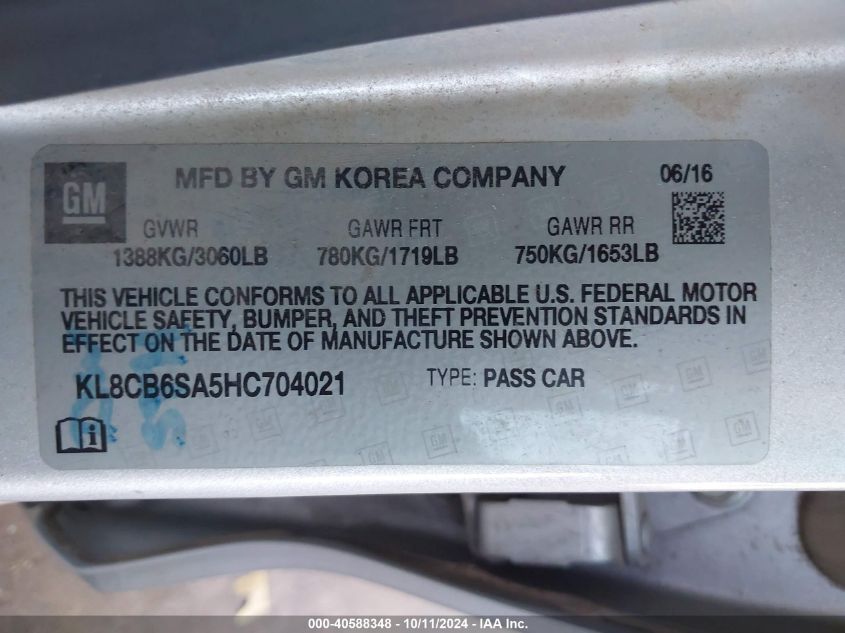 GM MFD BY GM KOREA COMPANY 06/16
GVWR GAWR FRT GAWR RR
1388KG/3060LB 780KG/1719LB 750KG/1653LB
THIS VEHICLE CONFORMS TO ALL APPLICABLE U.S. FEDERAL MOTOR
VEHICLE SAFETY, BUMPER, AND THEFT PREVENTION STANDARDS IN
EFFECT ON THE DATE OF MANUFACTURE SHOWN ABOVE.
KL8CB6SA5HC704021 TYPE: PASS CAR
000-40588348 - 10/11/2024 - IAA Inc.